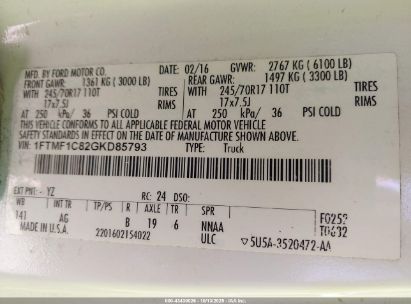 MFD. BY FORD MOTOR CO. DATE: 02/16 GVWR: 2767 KG ( 6100 LB)
FRONT GAWR: 1361 KG ( 3000 LB) REAR GAWR: 1497 KG ( 3300 LB)
WITH 245/70R17 110T TIRES WITH 245/70R17 110T TIRES
17x7.5J RIMS 17x7.5J RIMS
AT 250 kPa/ 36 PSI COLD AT 250 kPa/ 36 PSI COLD
THIS VEHICLE CONFORMS TO ALL APPLICABLE FEDERAL MOTOR VEHICLE
SAFETY STANDARDS IN EFFECT ON THE DATE OF MANUFACTURE SHOWN ABOVE.
VIN: 1FTMF1C82GKD85793 TYPE: Truck
EXT PNT: YZ RC: 24 DSO:
WB INT TR TP/PS R AXLE TR SPR
141 AG B 19 6 NNAA
MADE IN U.S.A. ULC
2201602154022 5U5A-3520472-AA